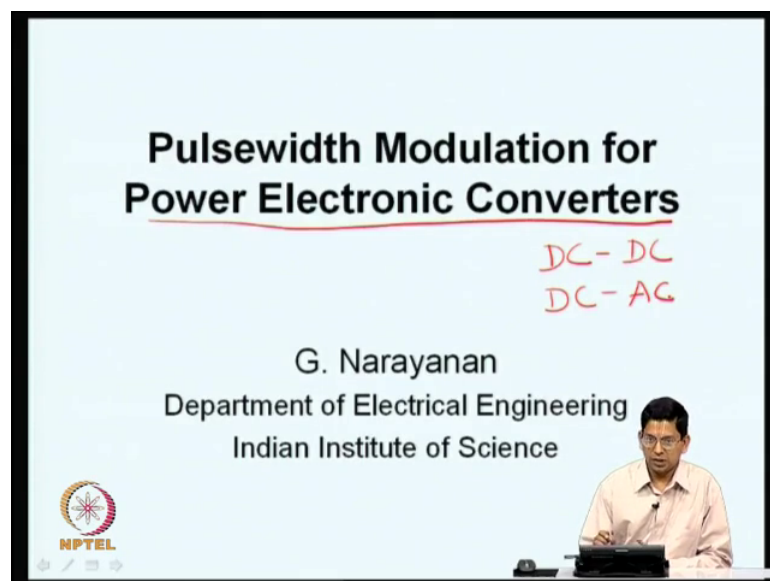 Pulsewidth Modulation for
Power Electronic Converters
DC - DC
DC - AC
G. Narayanan
Department of Electrical Engineering
Indian Institute of Science
NPTEL